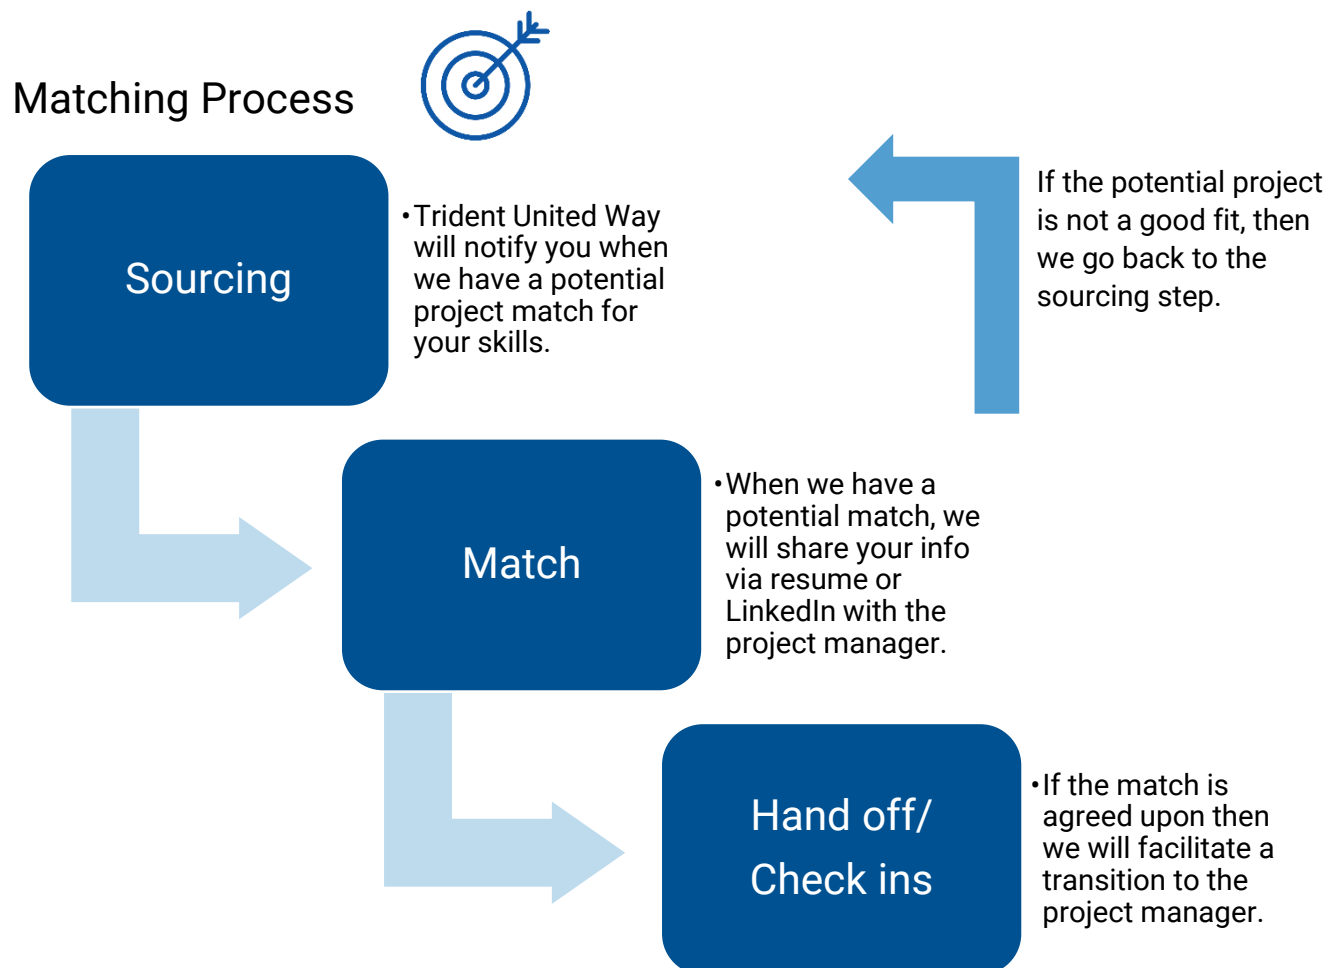 Matching Process
Sourcing
•Trident United Way
will notify you when
we have a potential
project match for
your skills.
If the potential project
is not a good fit, then
we go back to the
sourcing step.
Match
•When we have a
potential match, we
will share your info
via resume or
LinkedIn with the
project manager.
Hand off/
Check ins
•If the match is
agreed upon then
we will facilitate a
transition to the
project manager.